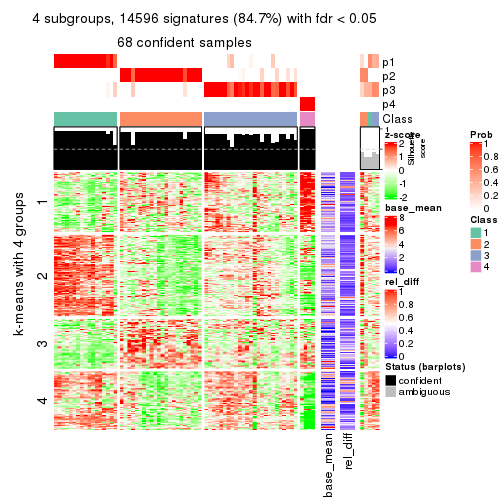 4 subgroups, 14596 signatures (84.7%) with fdr < 0.05
68 confident samples
p1
p2
p3
p4
Class
1
Silhouette
score
k-means with 4 groups
1
2
3
4
base_mean
rel_diff
z-score
2
1
0
-1
-2
base_mean
8
6
4
2
0
rel_diff
1
0.8
0.6
0.4
0.2
0
Prob
1
0.8
0.6
0.4
0.2
0
Class
1
2
3
4
Status (barplots)
confident
ambiguous